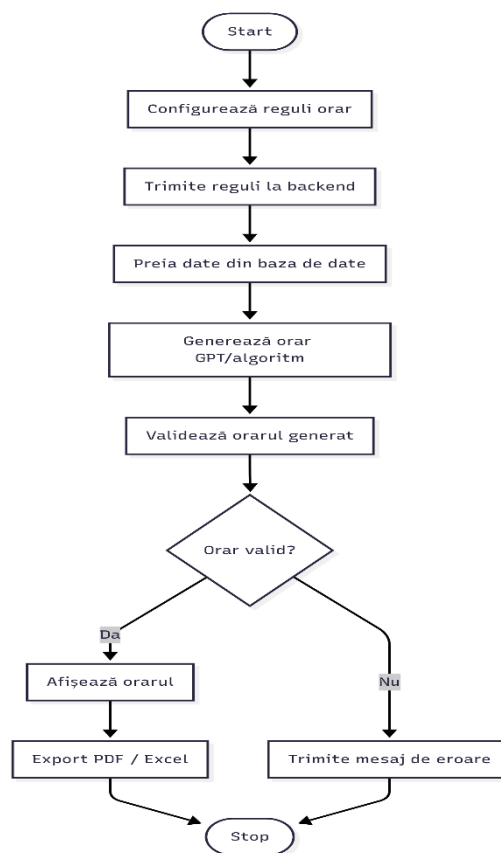 Start
Configurează reguli orar
Trimite reguli la backend
Preia date din baza de date
Generează orar
GPT/algoritm
Validează orarul generat
Orar valid?
Da
Nu
Afișează orarul
Export PDF / Excel
Trimite mesaj de eroare
Stop